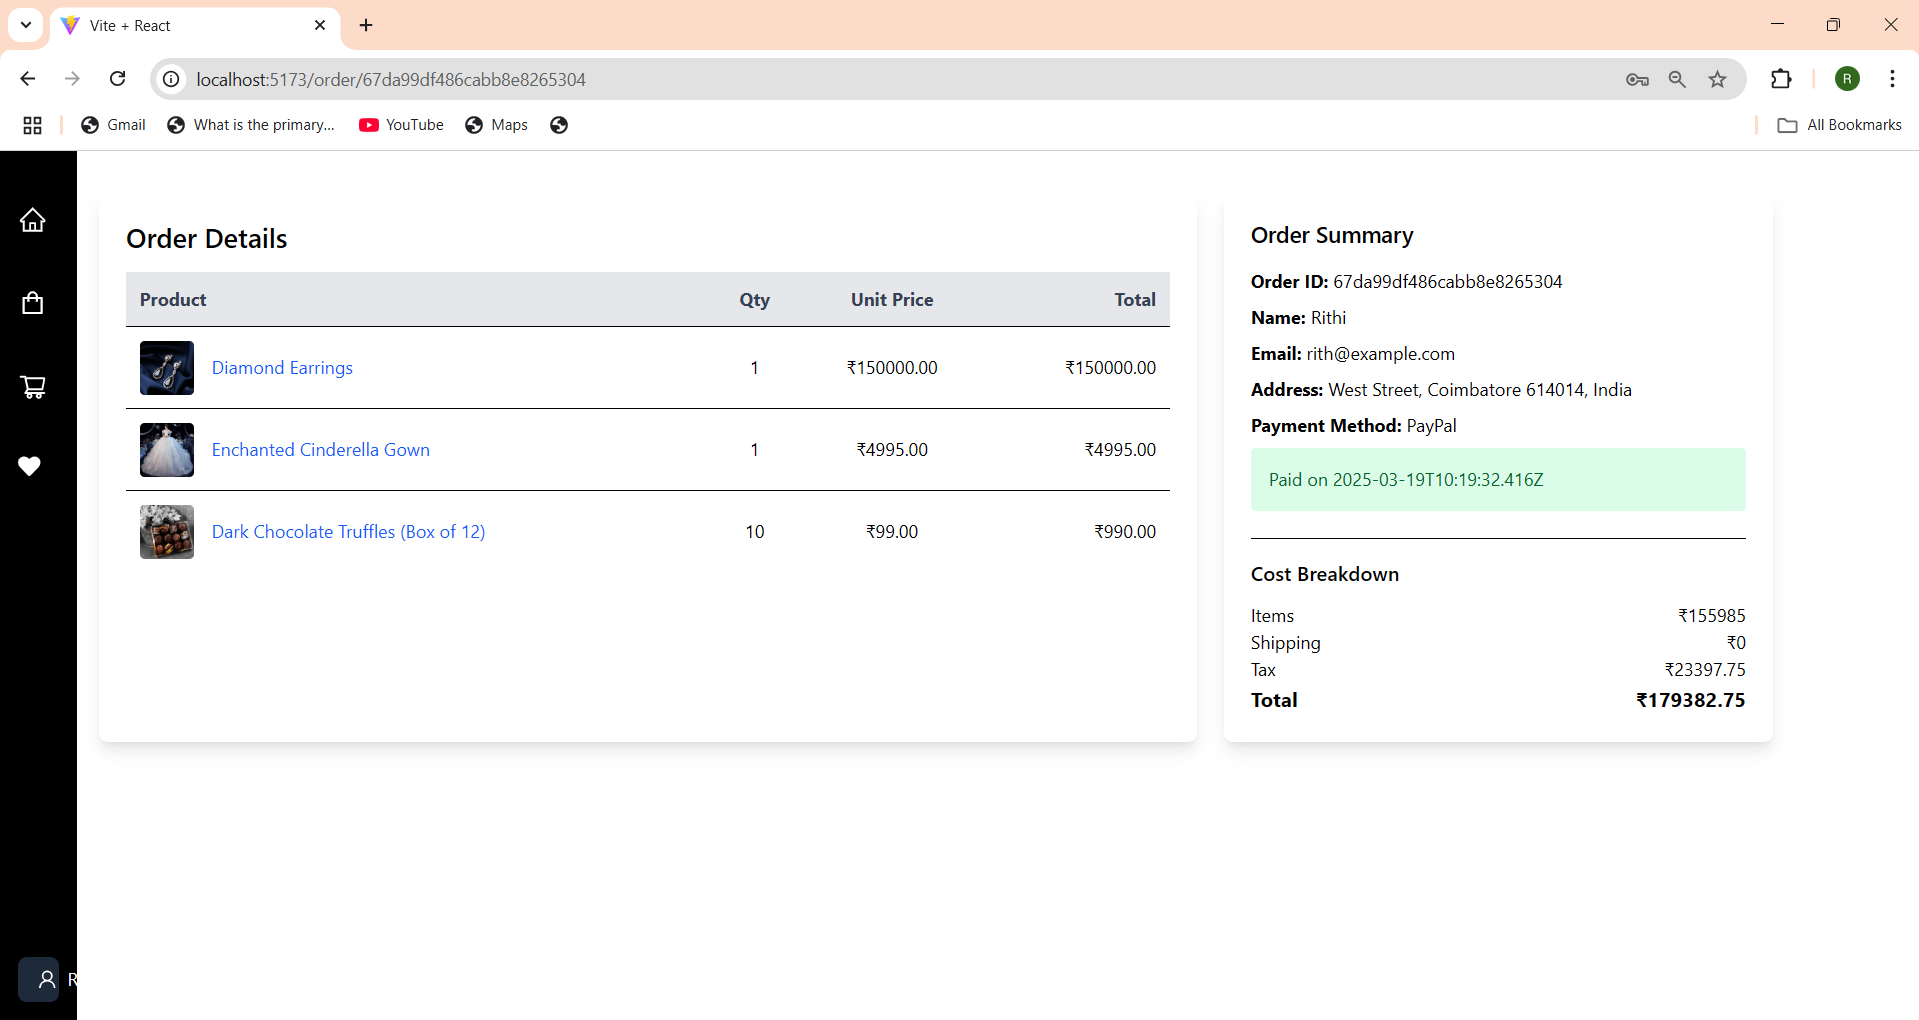 Vite + React
localhost:5173/order/67da99df486cabb8e8265304
R
Gmail
What is the primary...
YouTube
Maps
All Bookmarks
Order Details
Product Qty Unit Price Total
Diamond Earrings 1 ₹150000.00 ₹150000.00
Enchanted Cinderella Gown 1 ₹4995.00 ₹4995.00
Dark Chocolate Truffles (Box of 12) 10 ₹99.00 ₹990.00
Order Summary
Order ID: 67da99df486cabb8e8265304
Name: Rithi
Email: rith@example.com
Address: West Street, Coimbatore 614014, India
Payment Method: PayPal
Paid on 2025-03-19T10:19:32.416Z
Cost Breakdown
Items ₹155985
Shipping ₹0
Tax ₹23397.75
Total ₹179382.75
R